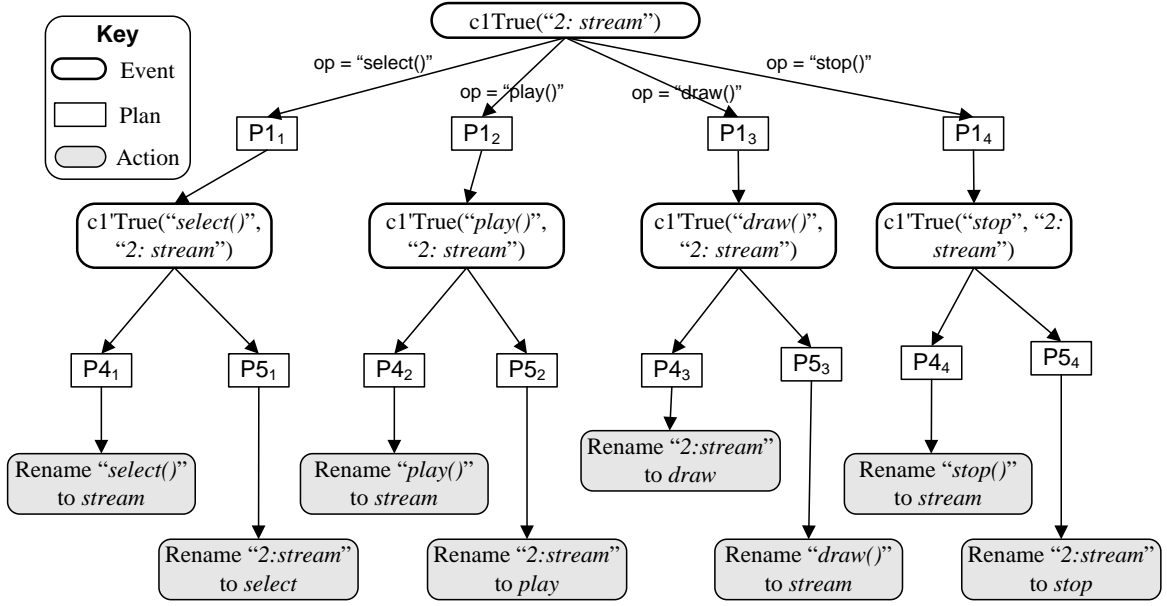 c1True(“2: stream”)
Key
Event
Plan
Action
op = “select()”
op = “play()”
op = “draw()”
op = “stop()”
P1₁
P1₂
P1₃
P1₄
c1'True(“select()”,
“2: stream”)
c1'True(“play()”,
“2: stream”)
c1'True(“draw()”,
“2: stream”)
c1'True(“stop”, “2:
stream”)
P4₁
P5₁
P4₂
P5₂
P4₃
P5₃
P4₄
P5₄
Rename “select()”
to stream
Rename “play()”
to stream
Rename “2:stream”
to draw
Rename “stop()”
to stream
Rename “2:stream”
to select
Rename “2:stream”
to play
Rename “draw()”
to stream
Rename “2:stream”
to stop